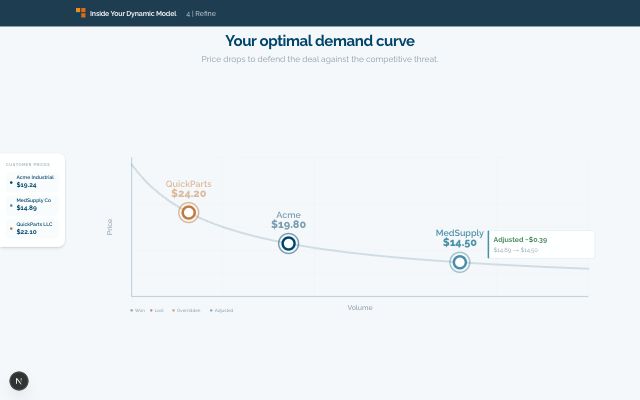 Inside Your Dynamic Model
4 | Refine
Your optimal demand curve
Price drops to defend the deal against the competitive threat.
CUSTOMER PRICES
Acme Industrial
$19.24
MedSupply Co
$14.89
QuickParts LLC
$22.10
QuickParts
$24.20
Acme
$19.80
MedSupply
$14.50
Adjusted −$0.39
$14.89 → $14.50
Price
Volume
Won
Lost
Overridden
Adjusted
N